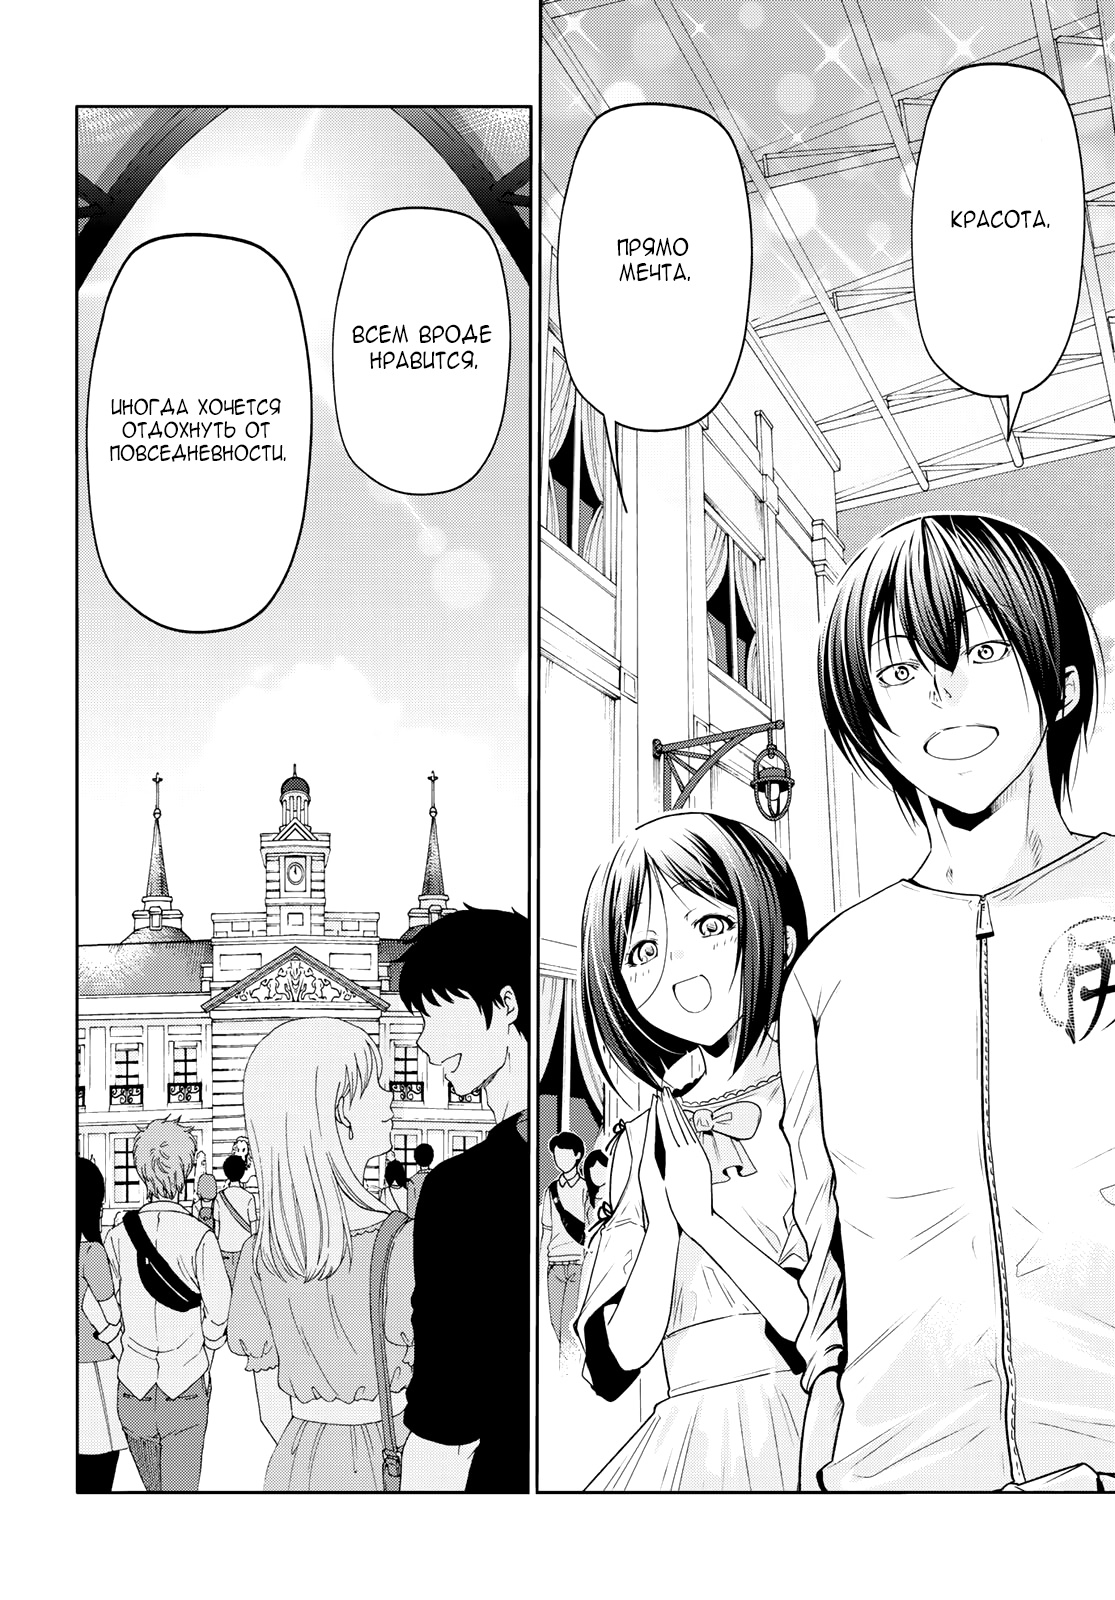 КРАСОТА.
ПРЯМО
МЕЧТА.
ВСЕМ ВРОДЕ
НРАВИТСЯ.
ИНОГДА ХОЧЕТСЯ
ОТДОХНУТЬ ОТ
ПОВСЕДНЕВНОСТИ.